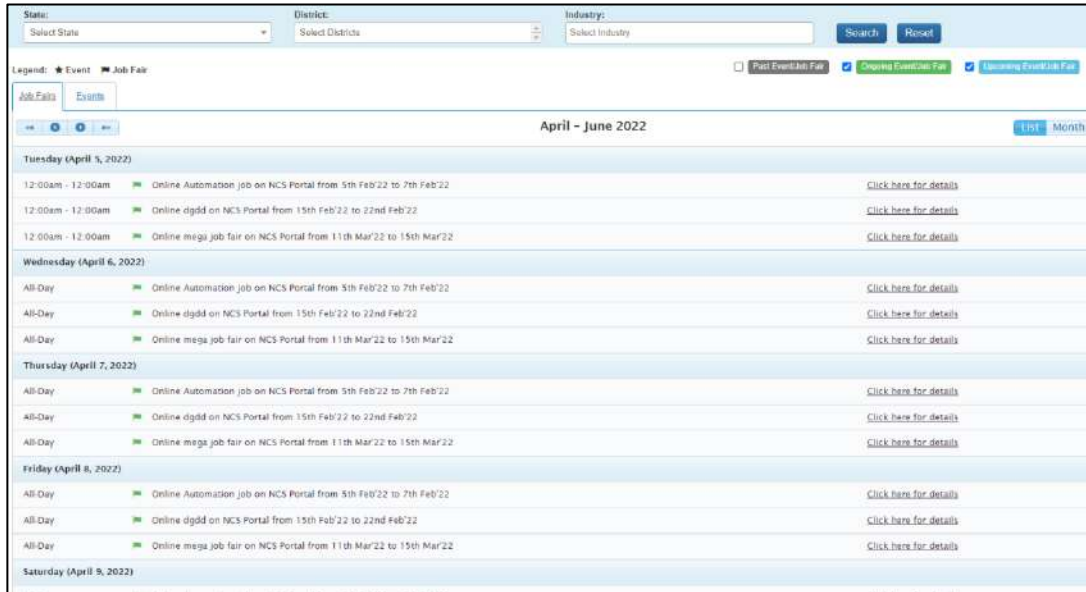 State: District: Industry:
Select State Select Districts Select Industry Search Reset
Legend: ★ Event Job Fair Past Event/Job Fair Ongoing Event/Job Fair Upcoming Event/Job Fair
Job Fairs Events
April – June 2022 List Month
Tuesday (April 5, 2022)
12:00am - 12:00am Online Automation job on NCS Portal from 5th Feb'22 to 7th Feb'22 Click here for details
12:00am - 12:00am Online dgdd on NCS Portal from 15th Feb'22 to 22nd Feb'22 Click here for details
12:00am - 12:00am Online mega job fair on NCS Portal from 11th Mar'22 to 15th Mar'22 Click here for details
Wednesday (April 6, 2022)
All-Day Online Automation job on NCS Portal from 5th Feb'22 to 7th Feb'22 Click here for details
All-Day Online dgdd on NCS Portal from 15th Feb'22 to 22nd Feb'22 Click here for details
All-Day Online mega job fair on NCS Portal from 11th Mar'22 to 15th Mar'22 Click here for details
Thursday (April 7, 2022)
All-Day Online Automation job on NCS Portal from 5th Feb'22 to 7th Feb'22 Click here for details
All-Day Online dgdd on NCS Portal from 15th Feb'22 to 22nd Feb'22 Click here for details
All-Day Online mega job fair on NCS Portal from 11th Mar'22 to 15th Mar'22 Click here for details
Friday (April 8, 2022)
All-Day Online Automation job on NCS Portal from 5th Feb'22 to 7th Feb'22 Click here for details
All-Day Online dgdd on NCS Portal from 15th Feb'22 to 22nd Feb'22 Click here for details
All-Day Online mega job fair on NCS Portal from 11th Mar'22 to 15th Mar'22 Click here for details
Saturday (April 9, 2022)